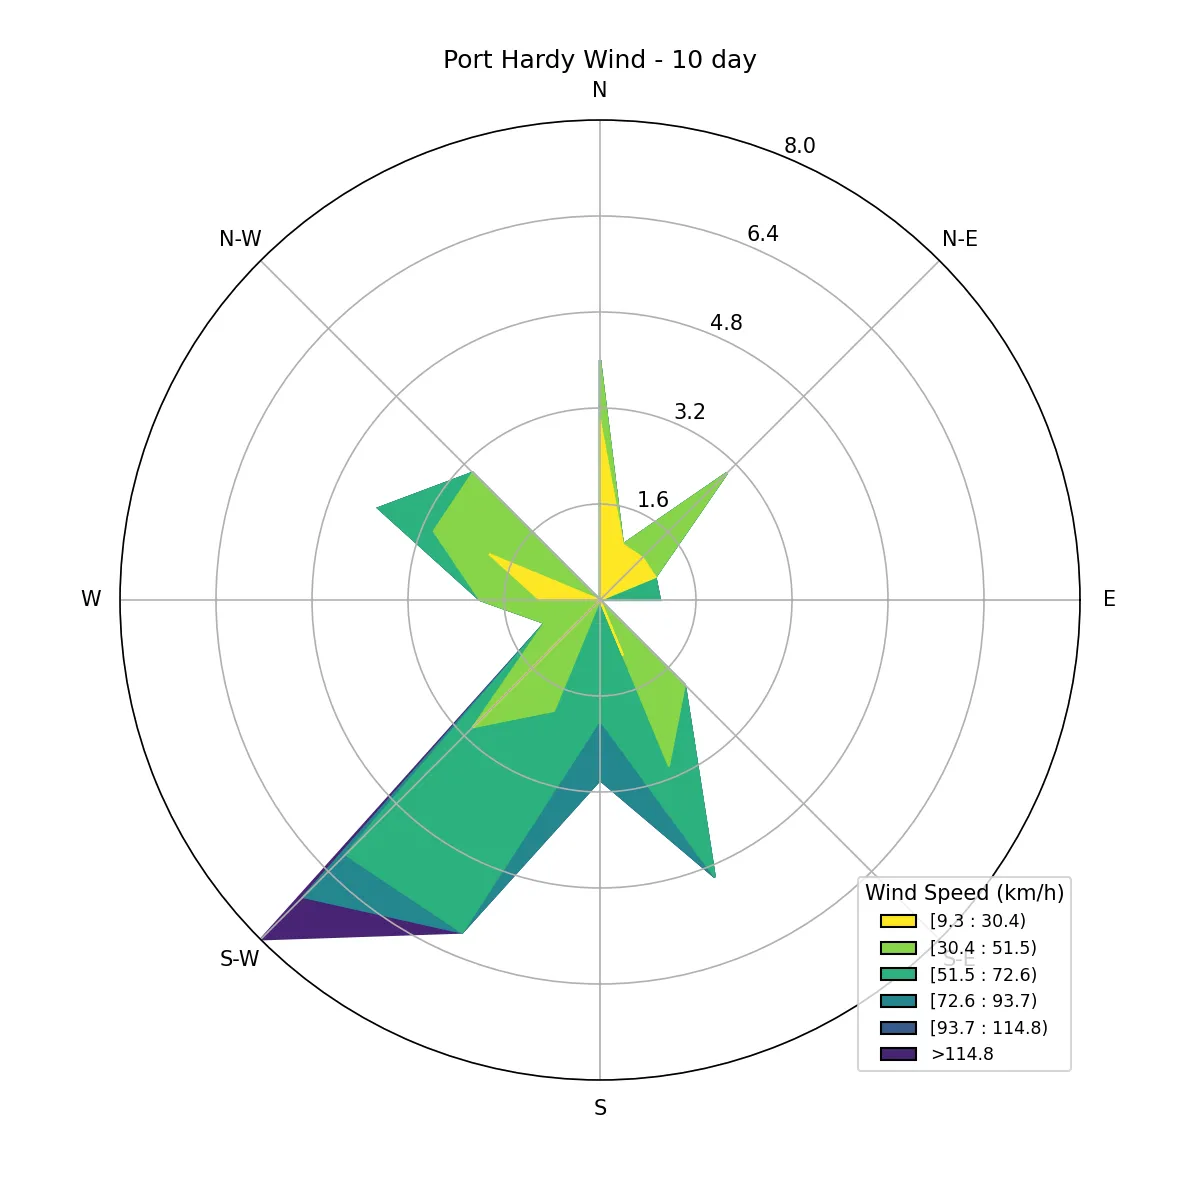 Port Hardy Wind - 10 day
N
8.0
N-W
N-E
6.4
4.8
3.2
1.6
W
E
S-W
S-E
S
Wind Speed (km/h)
[9.3 : 30.4)
[30.4 : 51.5)
[51.5 : 72.6)
[72.6 : 93.7)
[93.7 : 114.8)
>114.8